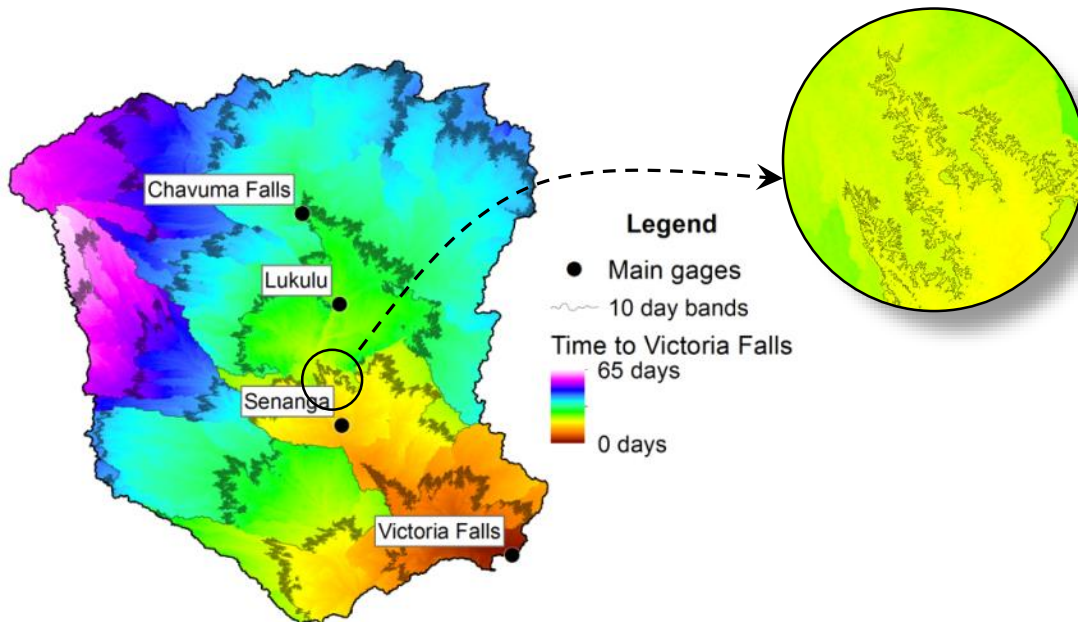 Chavuma Falls
Lukulu
Senanga
Victoria Falls
Legend
Main gages
10 day bands
Time to Victoria Falls
65 days
0 days